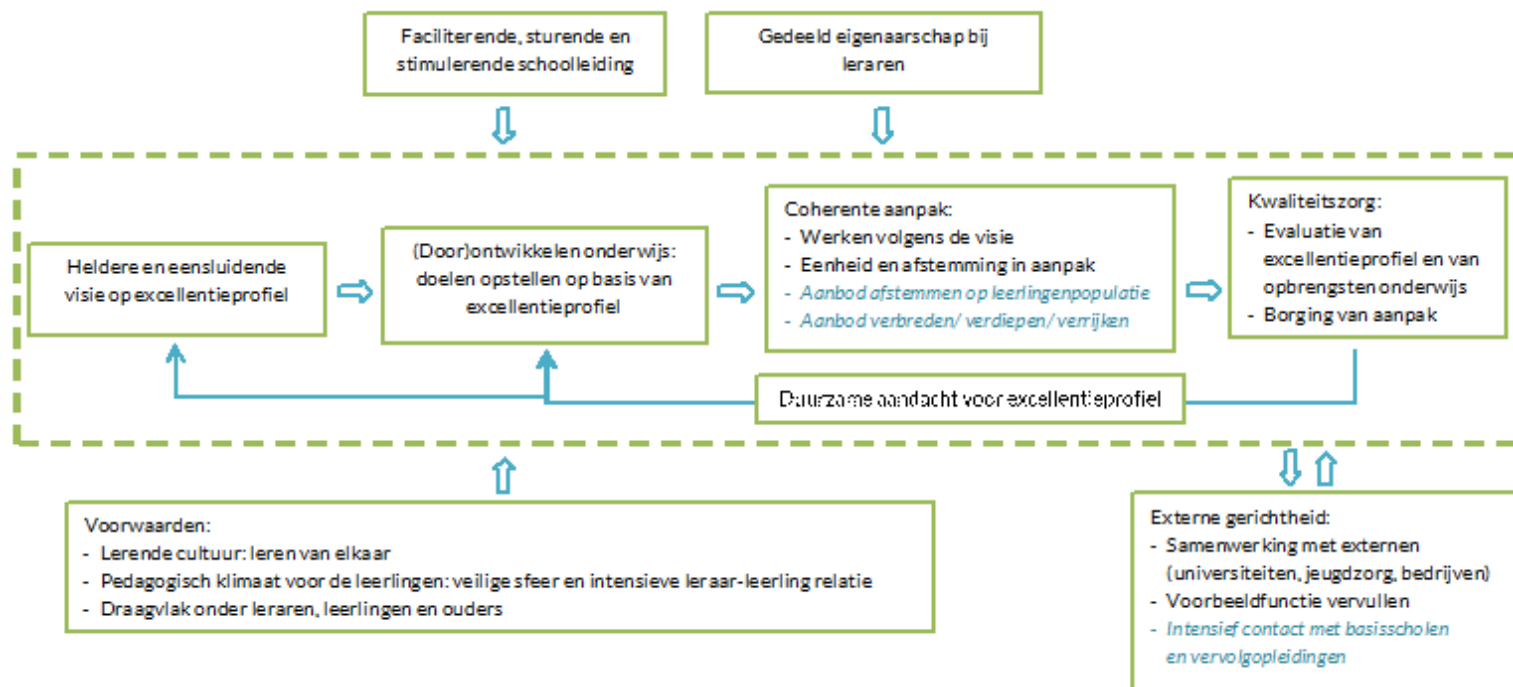 Faciliterende, sturende en
stimulerende schoolleiding
Gedeeld eigenaarschap bij
leraren
Heldere en eensluidende
visie op excellentieprofiel
(Door)ontwikkelen onderwijs:
doelen opstellen op basis van
excellentieprofiel
Coherente aanpak:
- Werken volgens de visie
- Eenheid en afstemming in aanpak
- Aanbod afstemmen op leerlingenpopulatie
- Aanbod verbreden/ verdiepen/ verrijken
Kwaliteitszorg:
- Evaluatie van
excellentieprofiel en van
opbrengsten onderwijs
- Borging van aanpak
Duurzame aandacht voor excellentieprofiel
Voorwaarden:
- Lerende cultuur: leren van elkaar
- Pedagogisch klimaat voor de leerlingen: veilige sfeer en intensieve leraar-leerling relatie
- Draagvlak onder leraren, leerlingen en ouders
Externe gerichtheid:
- Samenwerking met externen
(universiteiten, jeugdzorg, bedrijven)
- Voorbeeldfunctie vervullen
- Intensief contact met basisscholen
en vervolgopleidingen